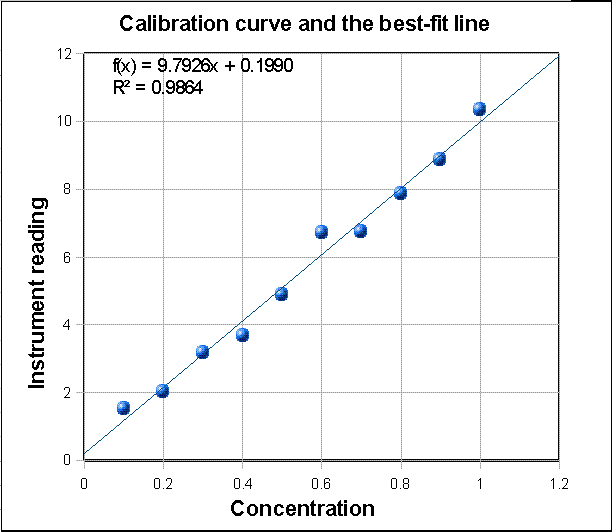 Calibration curve and the best-fit line
f(x) = 9.7926x + 0.1990
R² = 0.9864
12
10
8
6
4
2
0
Instrument reading
0 0.2 0.4 0.6 0.8 1 1.2
Concentration